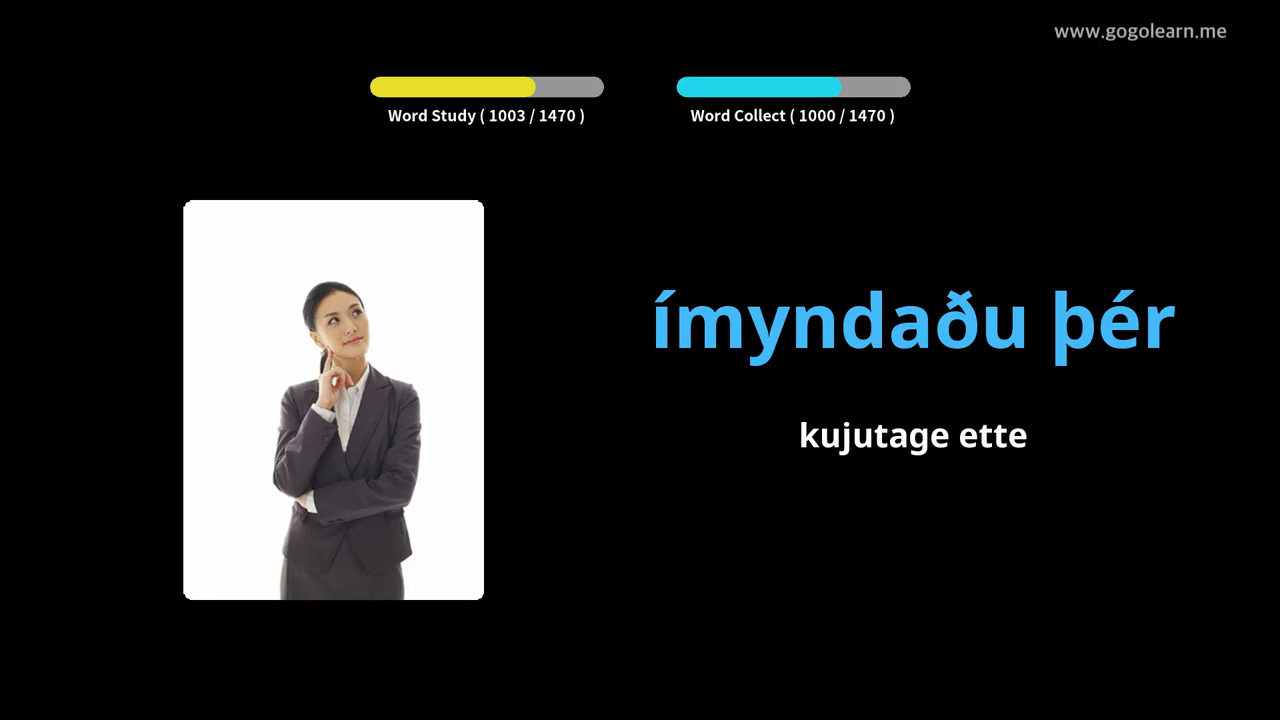 www.gogolearn.me
Word Study ( 1003 / 1470 )
Word Collect ( 1000 / 1470 )
ímyndaðu þér
kujutage ette